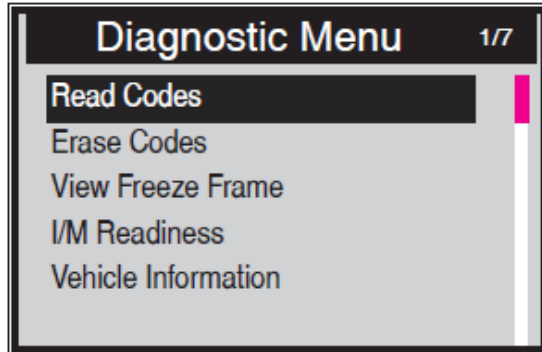 Diagnostic Menu 1/7
Read Codes
Erase Codes
View Freeze Frame
I/M Readiness
Vehicle Information